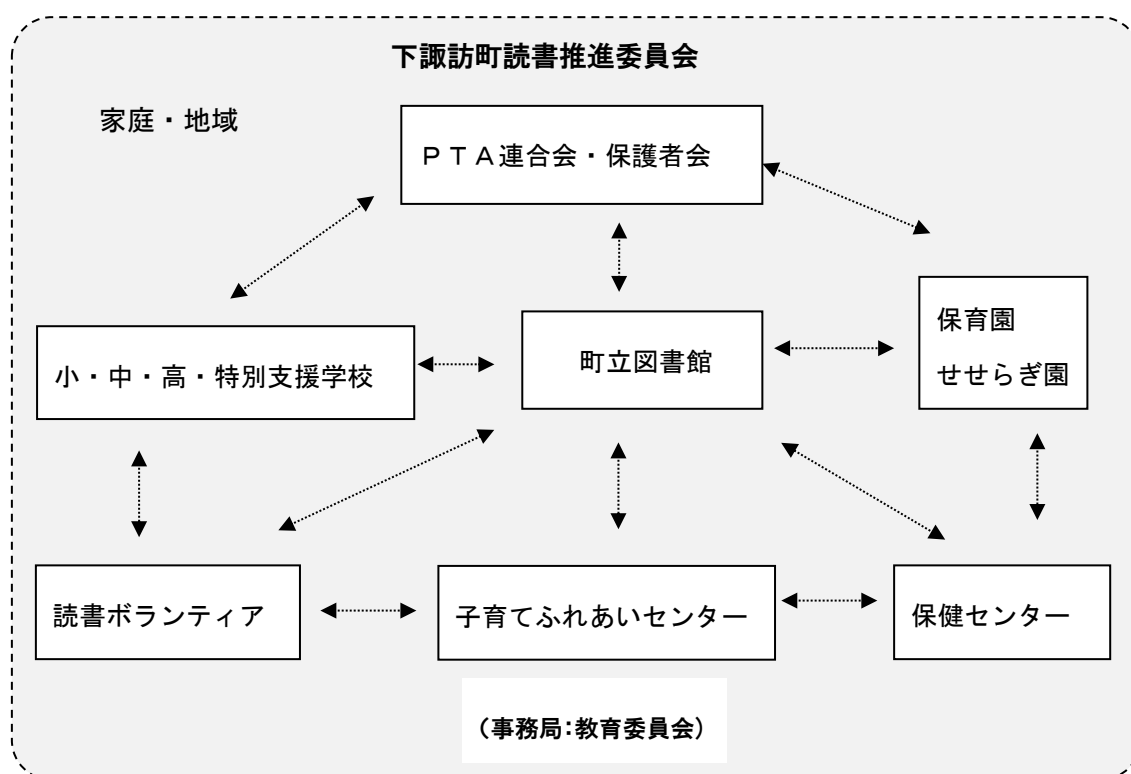 下諏訪町読書推進委員会
家庭・地域
ＰＴＡ連合会・保護者会
保育園
せせらぎ園
小・中・高・特別支援学校
町立図書館
読書ボランティア
子育てふれあいセンター
保健センター
（事務局：教育委員会）